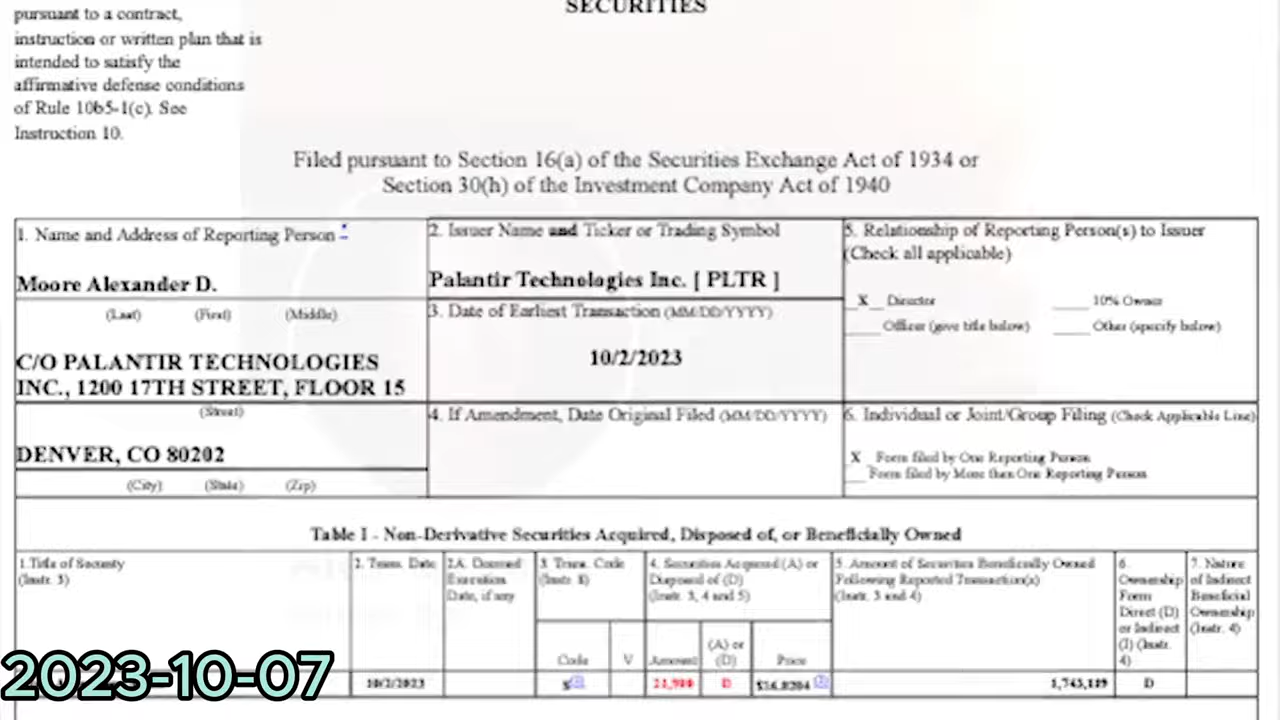 SECURITIES
pursuant to a contract,
instruction or written plan that is
intended to satisfy the
affirmative defense conditions
of Rule 10b5-1(c). See
Instruction 10.
Filed pursuant to Section 16(a) of the Securities Exchange Act of 1934 or
Section 30(h) of the Investment Company Act of 1940
1. Name and Address of Reporting Person *
Moore Alexander D.
(Last) (First) (Middle)
C/O PALANTIR TECHNOLOGIES
INC., 1200 17TH STREET, FLOOR 15
(Street)
DENVER, CO 80202
(City) (State) (Zip)
2. Issuer Name and Ticker or Trading Symbol
Palantir Technologies Inc. [ PLTR ]
3. Date of Earliest Transaction (MM/DD/YYYY)
10/2/2023
4. If Amendment, Date Original Filed (MM/DD/YYYY)
5. Relationship of Reporting Person(s) to Issuer
(Check all applicable)
X Director 10% Owner
Officer (give title below) Other (specify below)
6. Individual or Joint/Group Filing (Check Applicable Line)
X Form filed by One Reporting Person
Form filed by More than One Reporting Person
Table I - Non-Derivative Securities Acquired, Disposed of, or Beneficially Owned
1.Title of Security
(Instr. 3)
2. Trans. Date
2A. Deemed
Execution
Date, if any
3. Trans. Code
(Instr. 8)
Code V
4. Securities Acquired (A) or
Disposed of (D)
(Instr. 3, 4 and 5)
Amount
(A) or
(D)
Price
5. Amount of Securities Beneficially Owned
Following Reported Transaction(s)
(Instr. 3 and 4)
6.
Ownership
Form
Direct (D)
or Indirect
(I) (Instr.
4)
7. Nature
of Indirect
Beneficial
Ownership
(Instr. 4)
10/2/2023 D D
2023-10-07